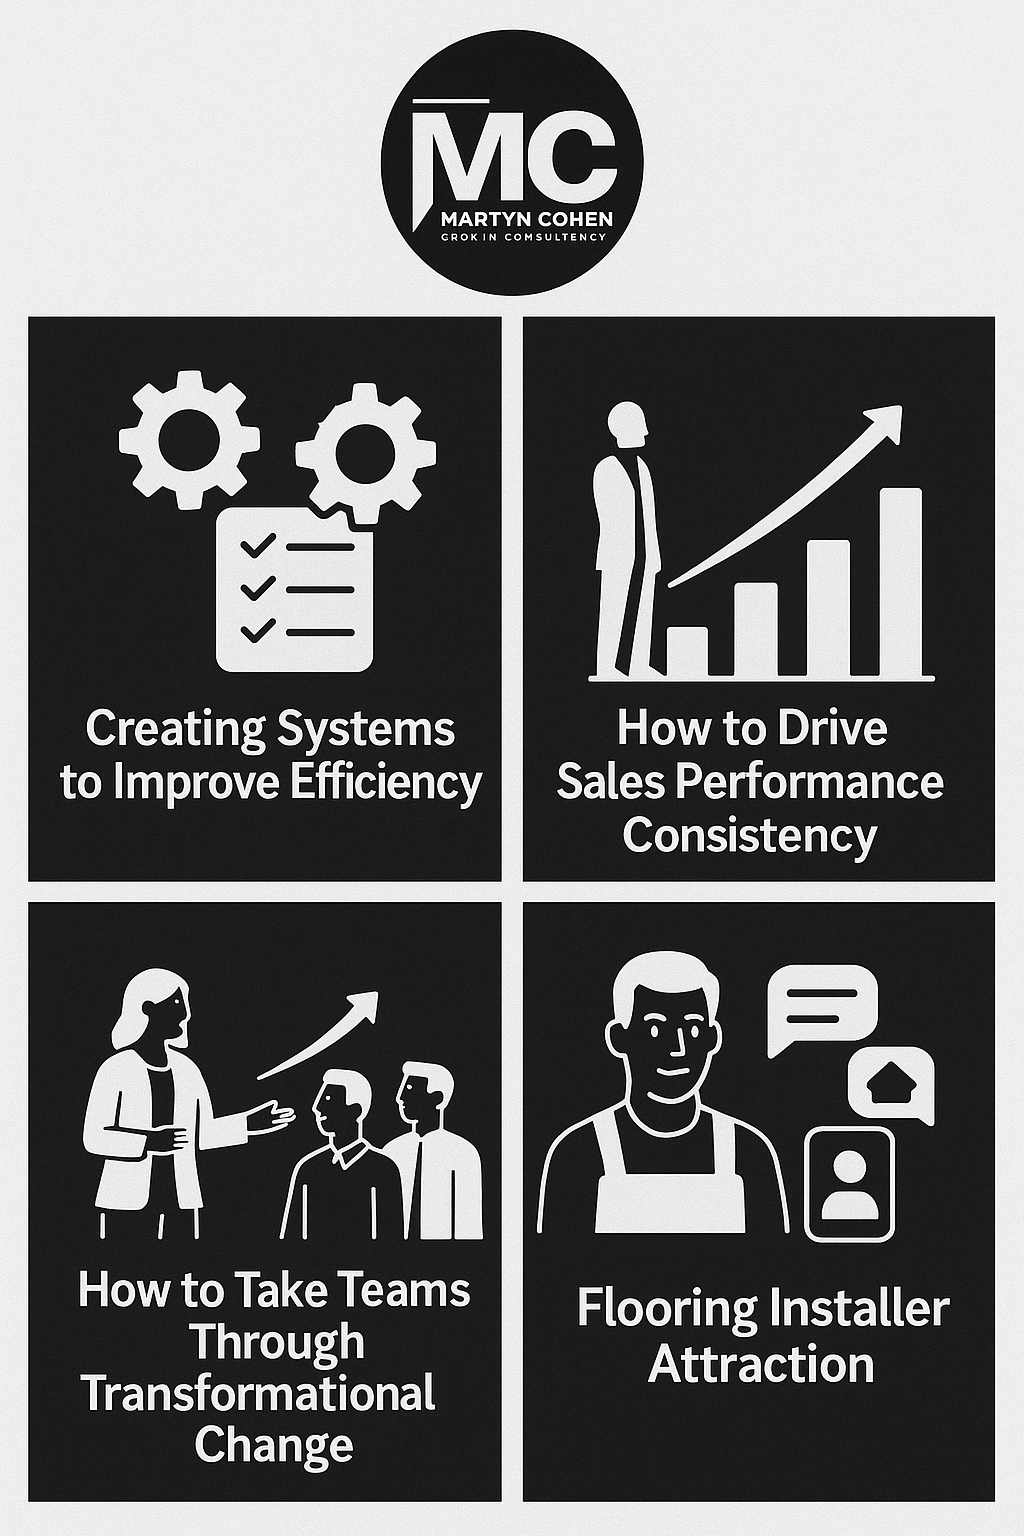 MC
MARTYN COHEN
GROKIN COMSULTENCY
Creating Systems
to Improve Efficiency
How to Drive
Sales Performance
Consistency
How to Take Teams
Through
Transformational
Change
Flooring Installer
Attraction